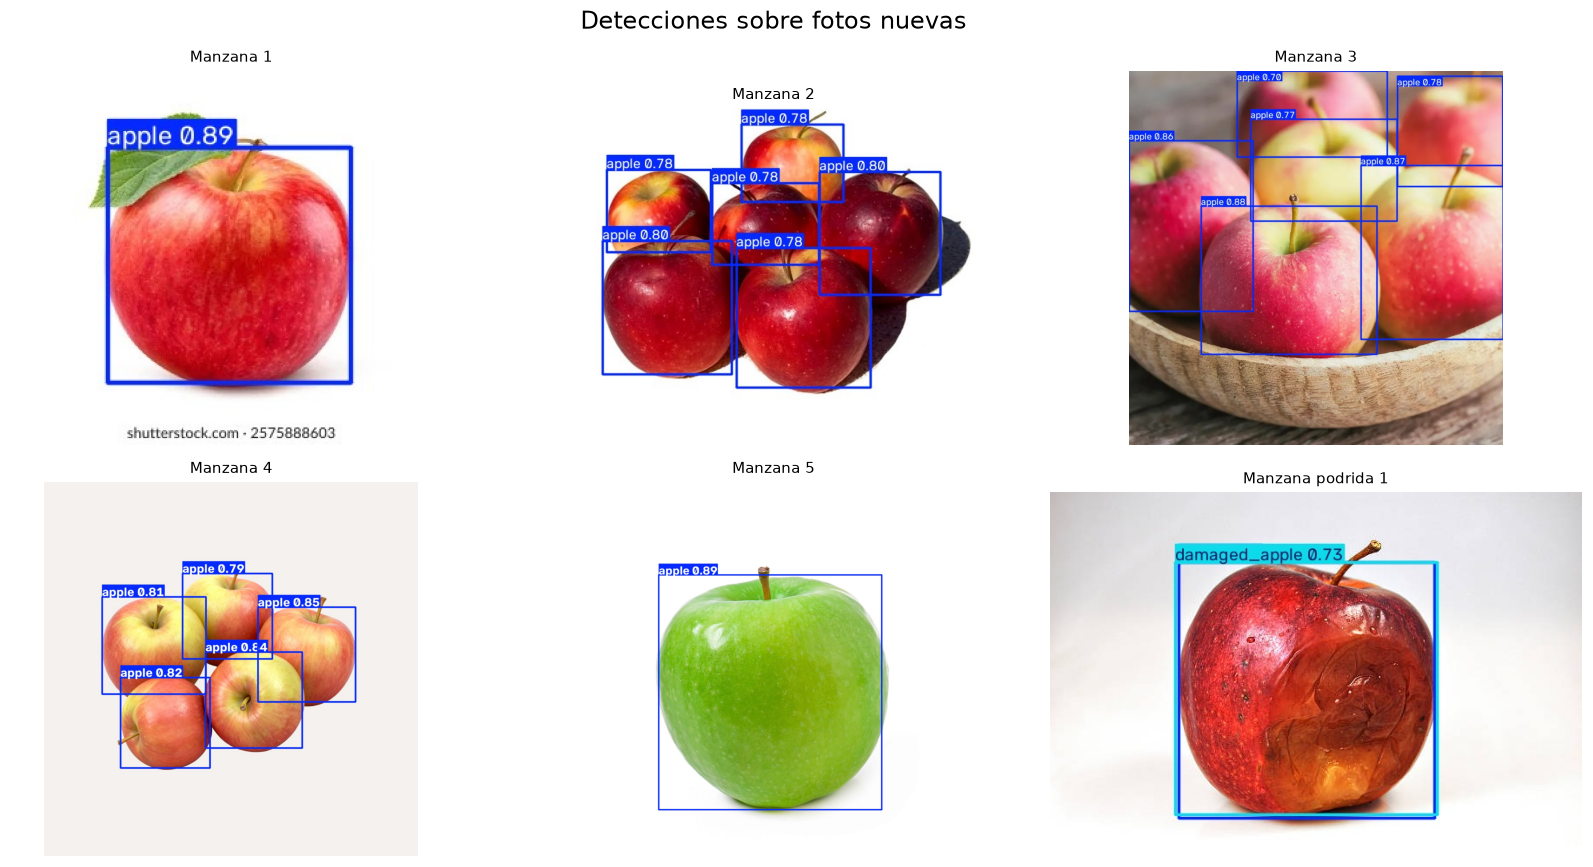 Detecciones sobre fotos nuevas
Manzana 1
apple 0.89
shutterstock.com · 2575888603
Manzana 2
apple 0.78
apple 0.78
apple 0.78
apple 0.80
apple 0.80
apple 0.78
Manzana 3
apple 0.70
apple 0.78
apple 0.77
apple 0.86
apple 0.87
apple 0.88
Manzana 4
apple 0.79
apple 0.81
apple 0.85
apple 0.84
apple 0.82
Manzana 5
apple 0.89
Manzana podrida 1
damaged_apple 0.73